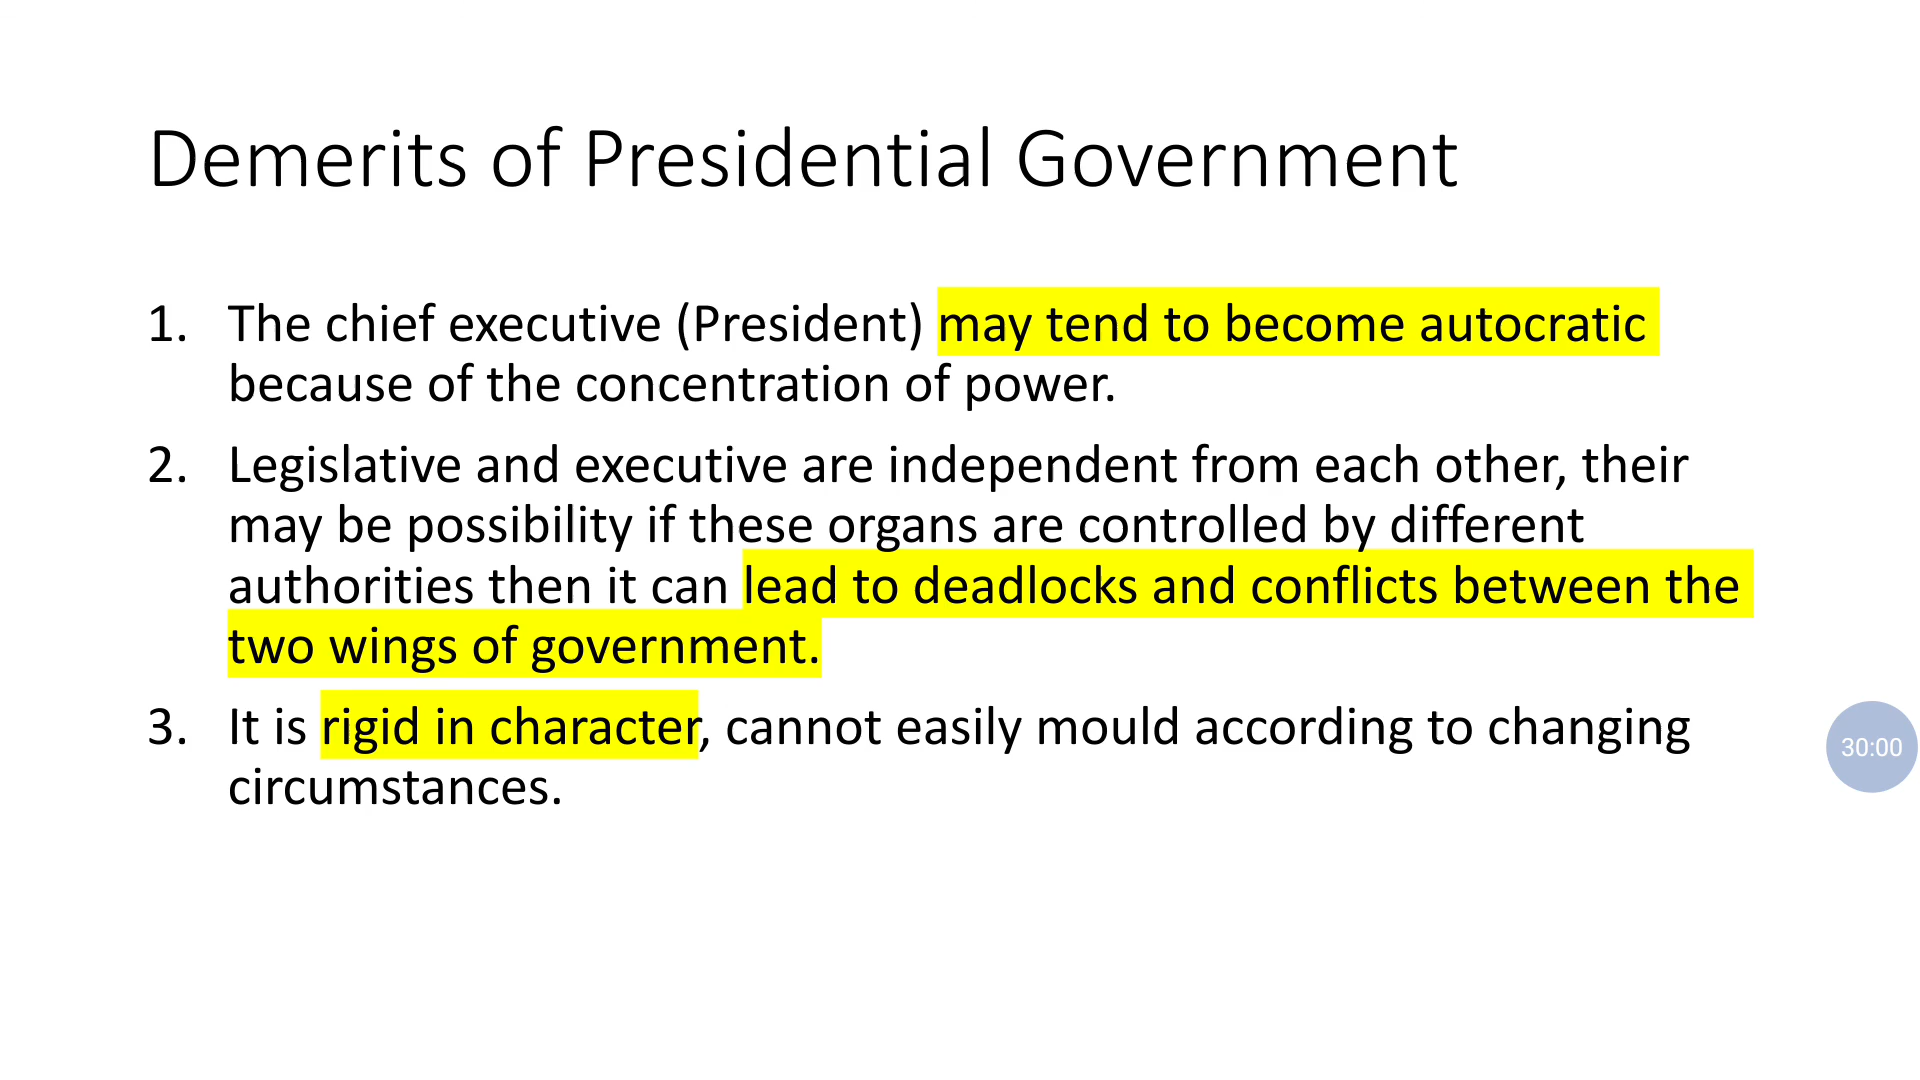 Demerits of Presidential Government
1. The chief executive (President) may tend to become autocratic
because of the concentration of power.
2. Legislative and executive are independent from each other, their
may be possibility if these organs are controlled by different
authorities then it can lead to deadlocks and conflicts between the
two wings of government.
3. It is rigid in character, cannot easily mould according to changing
circumstances.
30:00